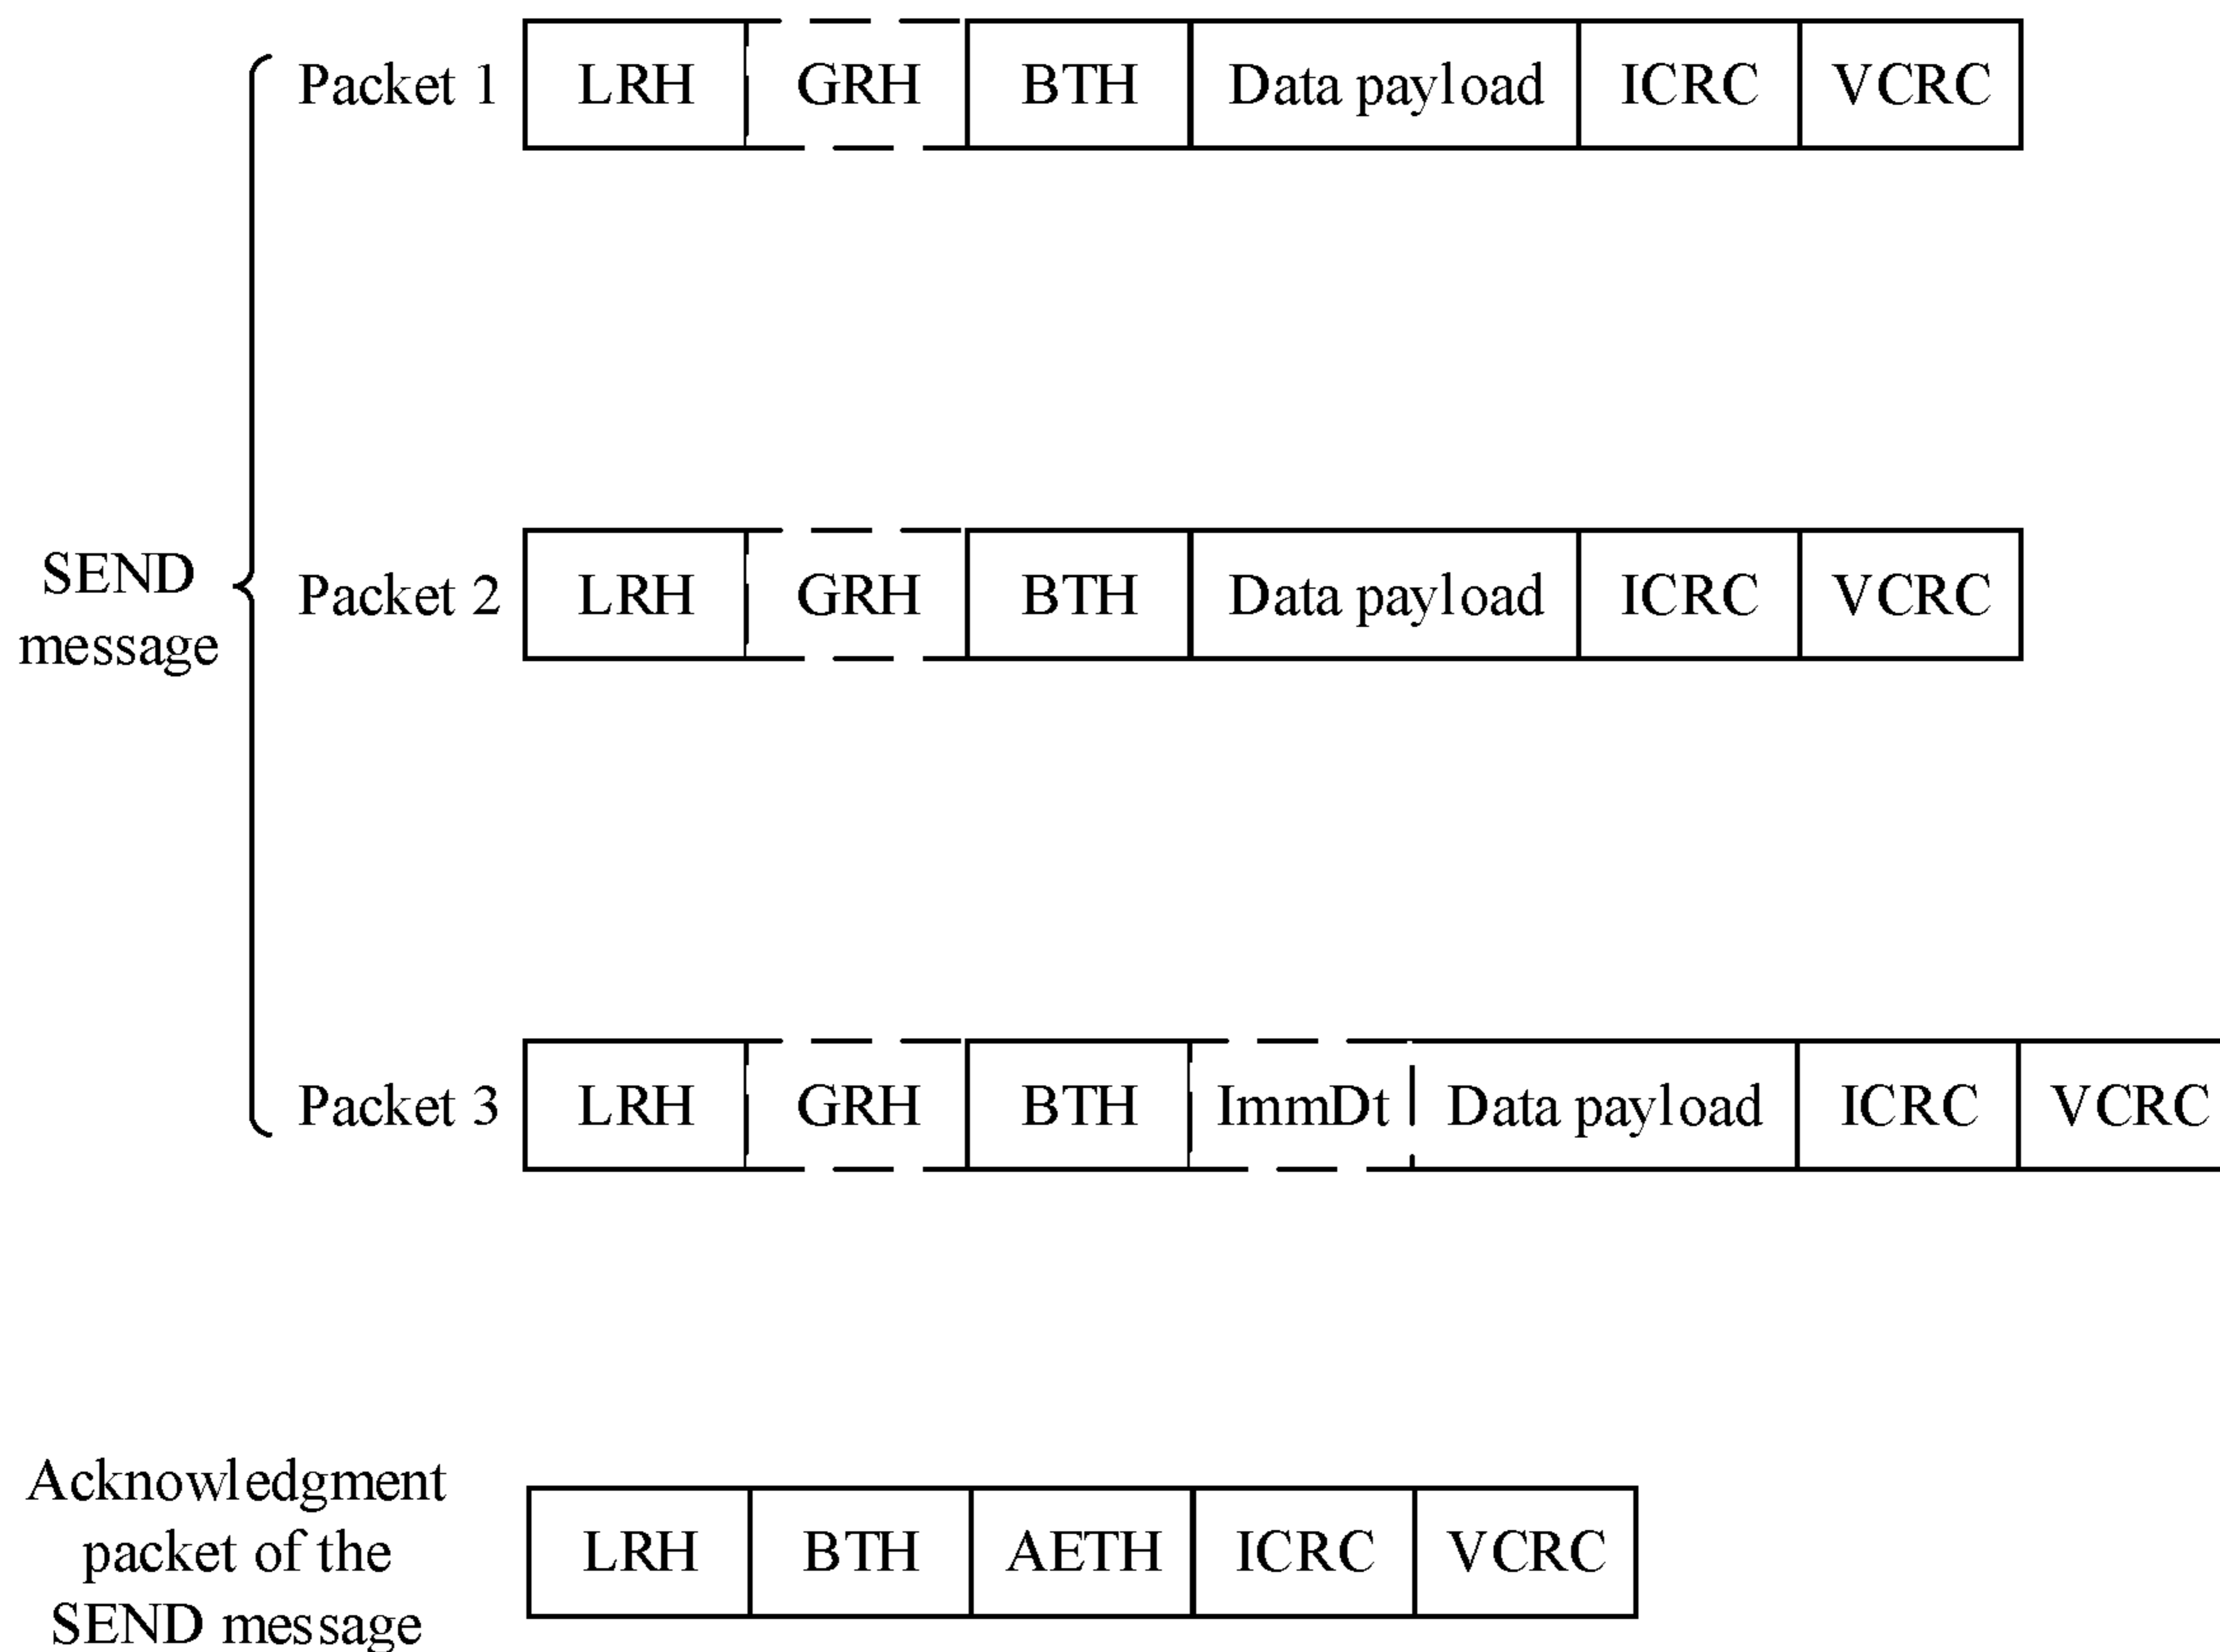 Packet 1 LRH GRH BTH Data payload ICRC VCRC
SEND
message
Packet 2 LRH GRH BTH Data payload ICRC VCRC
Packet 3 LRH GRH BTH ImmDt Data payload ICRC VCRC
Acknowledgment
packet of the
SEND message
LRH BTH AETH ICRC VCRC